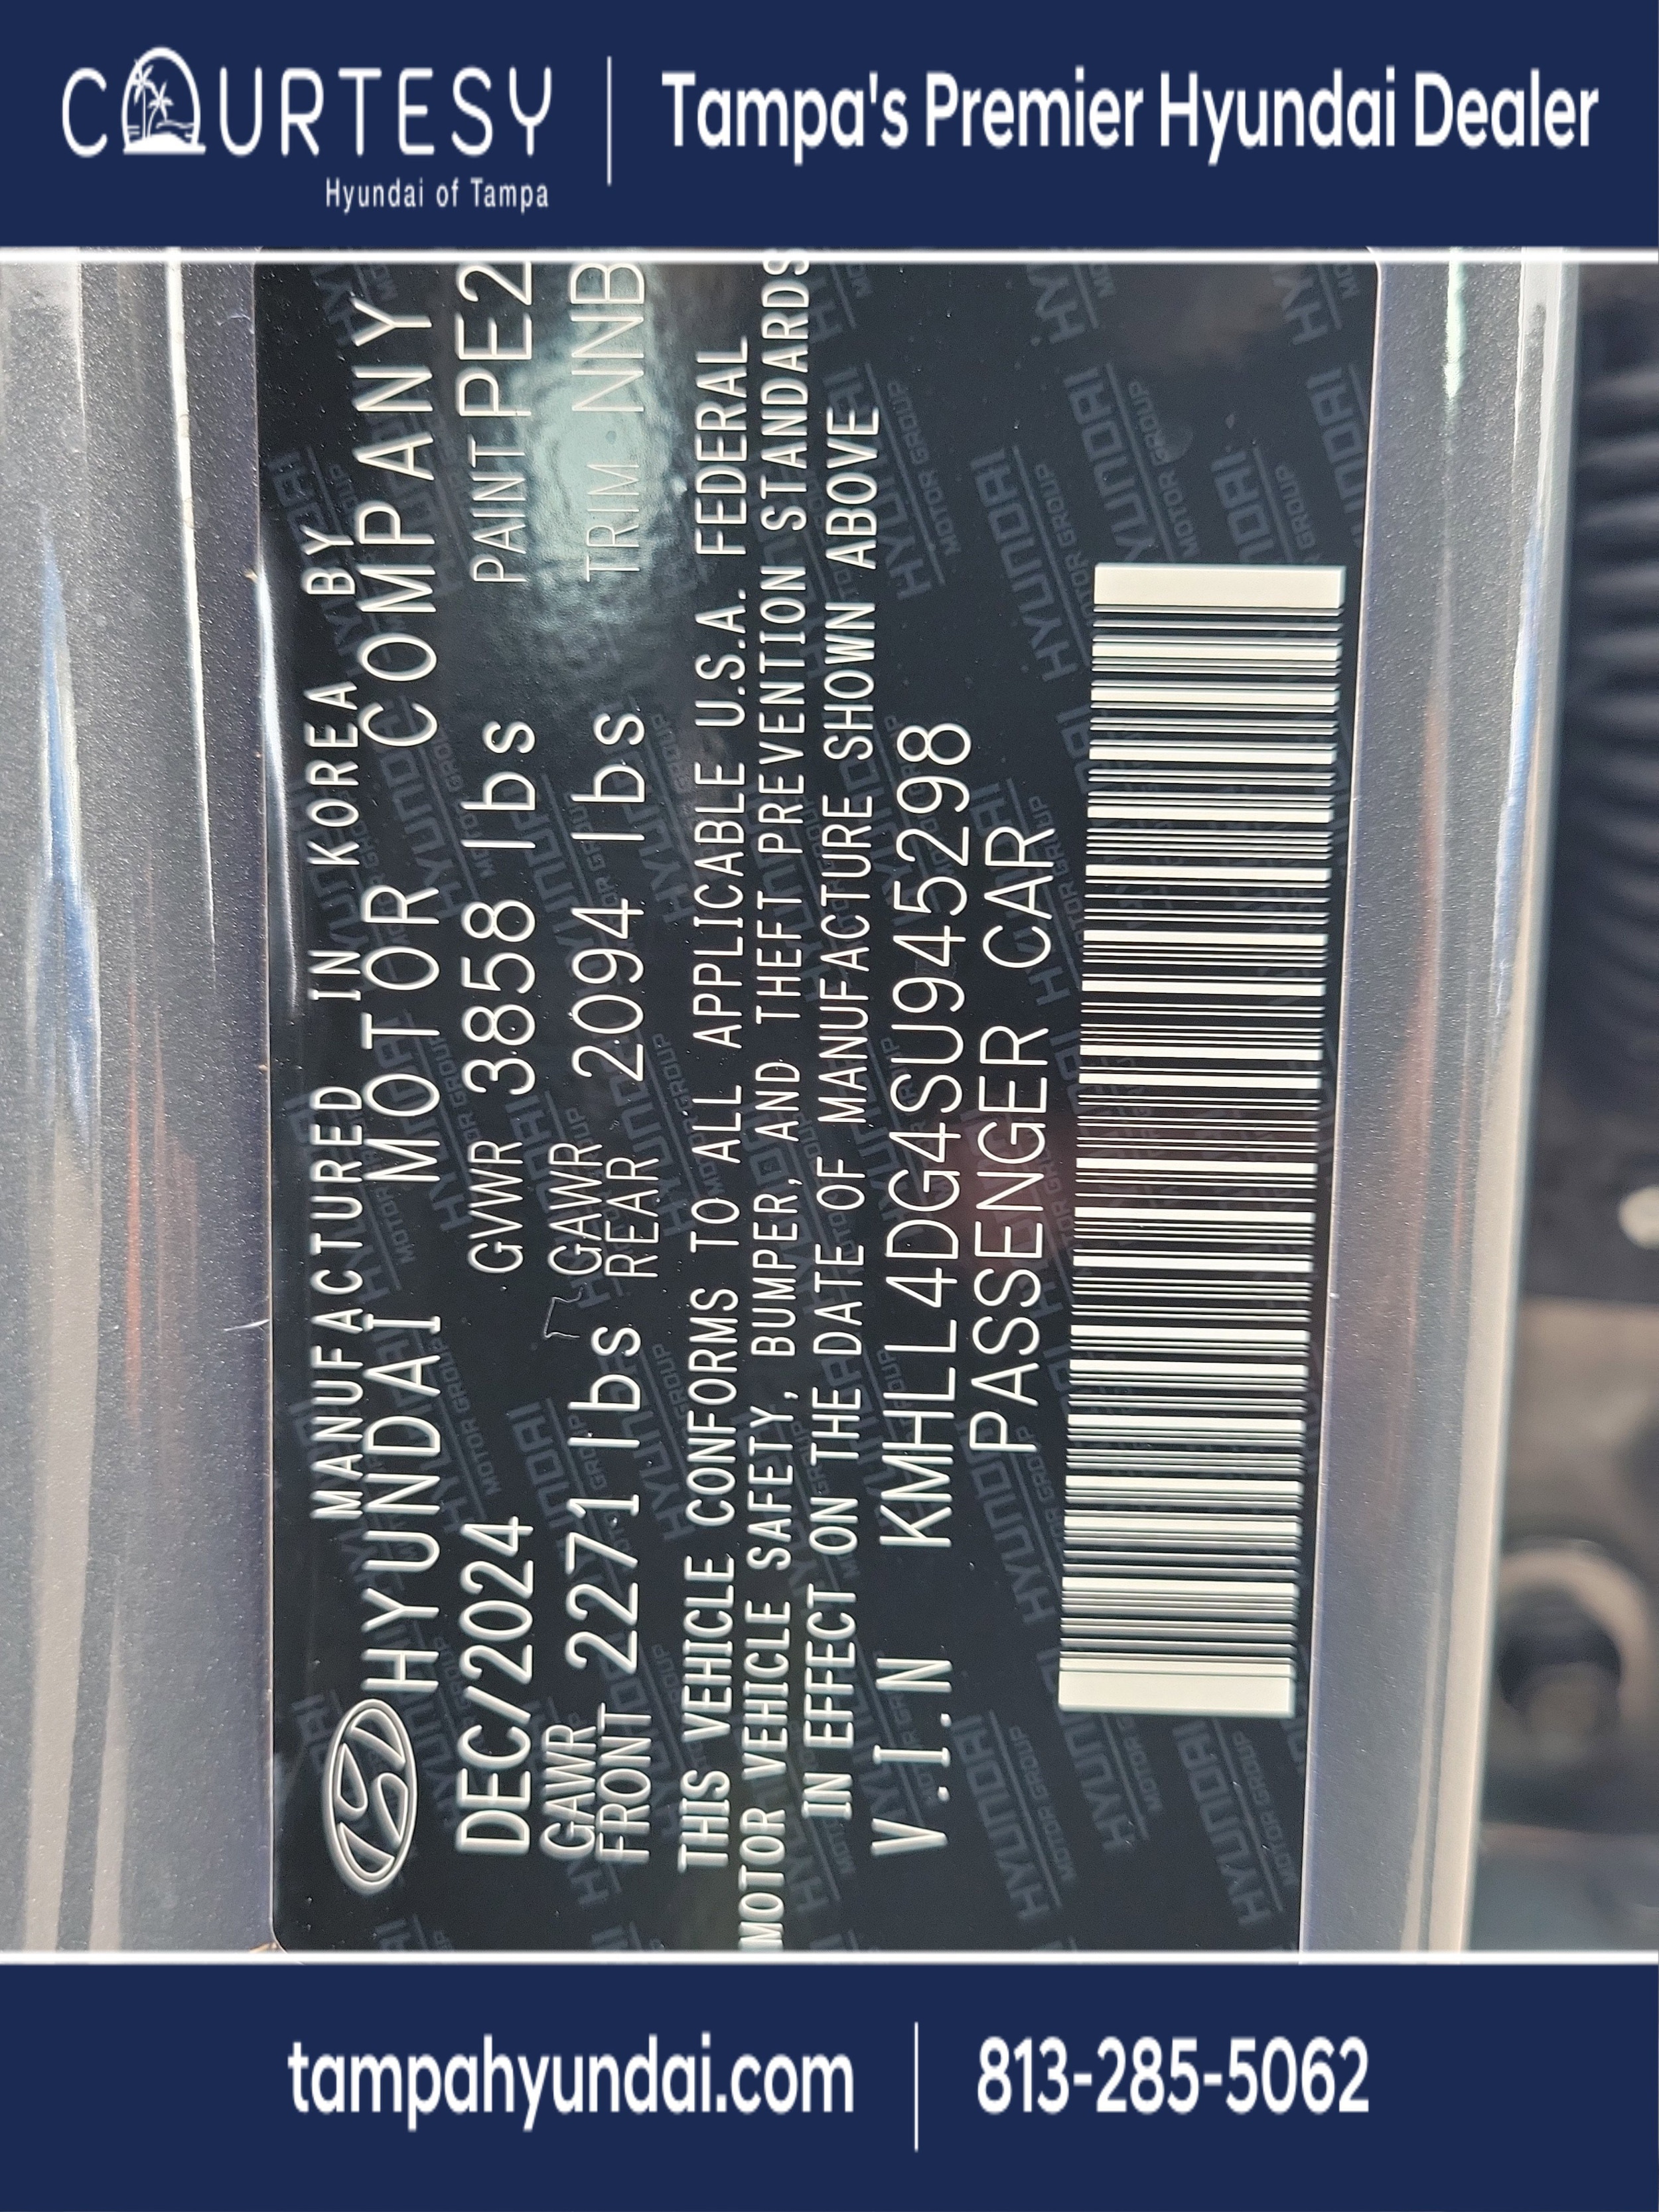 COURTESY
Hyundai of Tampa
Tampa's Premier Hyundai Dealer
MANUFACTURED IN KOREA BY
HYUNDAI MOTOR COMPANY
DEC/2024 GVWR 3858 lbs PAINT PE2
GAWR FRONT 2271 lbs GAWR REAR 2094 lbs TRIM NNB
THIS VEHICLE CONFORMS TO ALL APPLICABLE U.S.A. FEDERAL
MOTOR VEHICLE SAFETY, BUMPER, AND THEFT PREVENTION STANDARDS
IN EFFECT ON THE DATE OF MANUFACTURE SHOWN ABOVE
V.I.N KMHLL4DG4SU945298
PASSENGER CAR
HYUNDAI
MOTOR GROUP
tampahyundai.com
813-285-5062